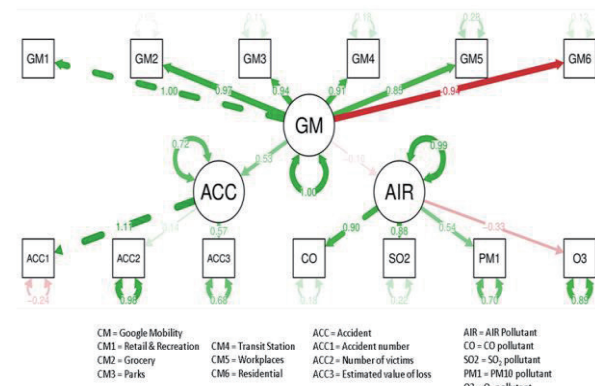 GM1 GM2 GM3 GM4 GM5 GM6
0.28
1.00 0.97 0.94 0.91 0.85 -0.94
GM
0.72 0.53 0.99
1.00
ACC AIR
1.11 0.57 0.90 0.88 0.54 -0.33
ACC1 ACC2 ACC3 CO SO2 PM1 O3
-0.24 0.98 0.68 0.70 0.89
CM = Google Mobility
CM1 = Retail & Recreation
CM2 = Grocery
CM3 = Parks
CM4 = Transit Station
CM5 = Workplaces
CM6 = Residential
ACC = Accident
ACC1 = Accident number
ACC2 = Number of victims
ACC3 = Estimated value of loss
AIR = AIR Pollutant
CO = CO pollutant
SO2 = SO₂ pollutant
PM1 = PM10 pollutant